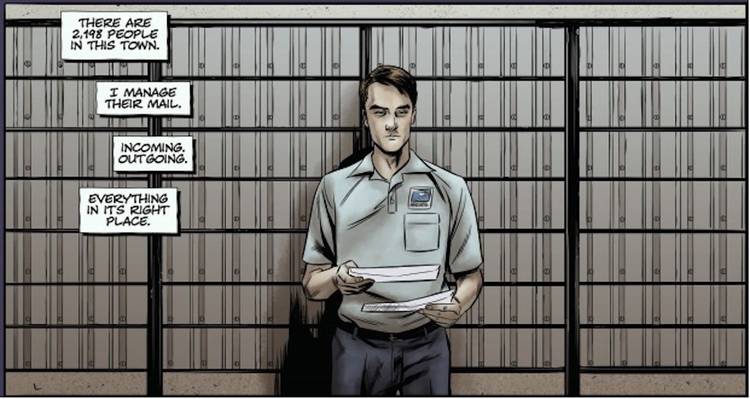 THERE ARE
2,198 PEOPLE
IN THIS TOWN.
I MANAGE
THEIR MAIL.
INCOMING.
OUTGOING.
EVERYTHING
IN ITS RIGHT
PLACE.